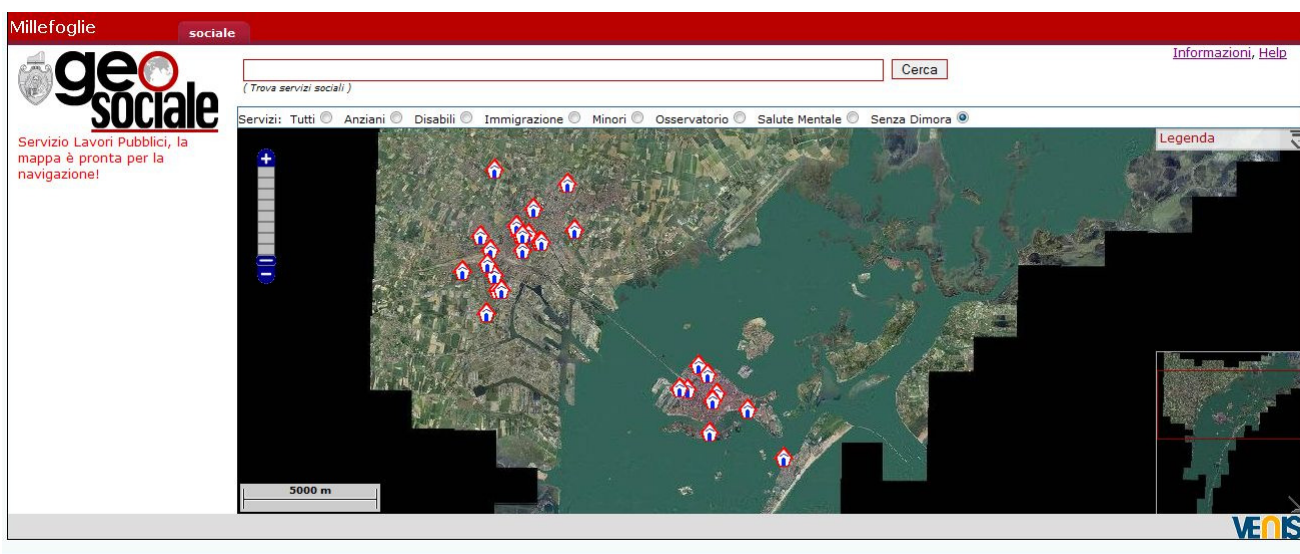 Millefoglie
sociale
geo
sociale
Informazioni, Help
Cerca
( Trova servizi sociali )
Servizi: Tutti Anziani Disabili Immigrazione Minori Osservatorio Salute Mentale Senza Dimora
Servizio Lavori Pubblici, la
mappa è pronta per la
navigazione!
Legenda
5000 m
VENIS